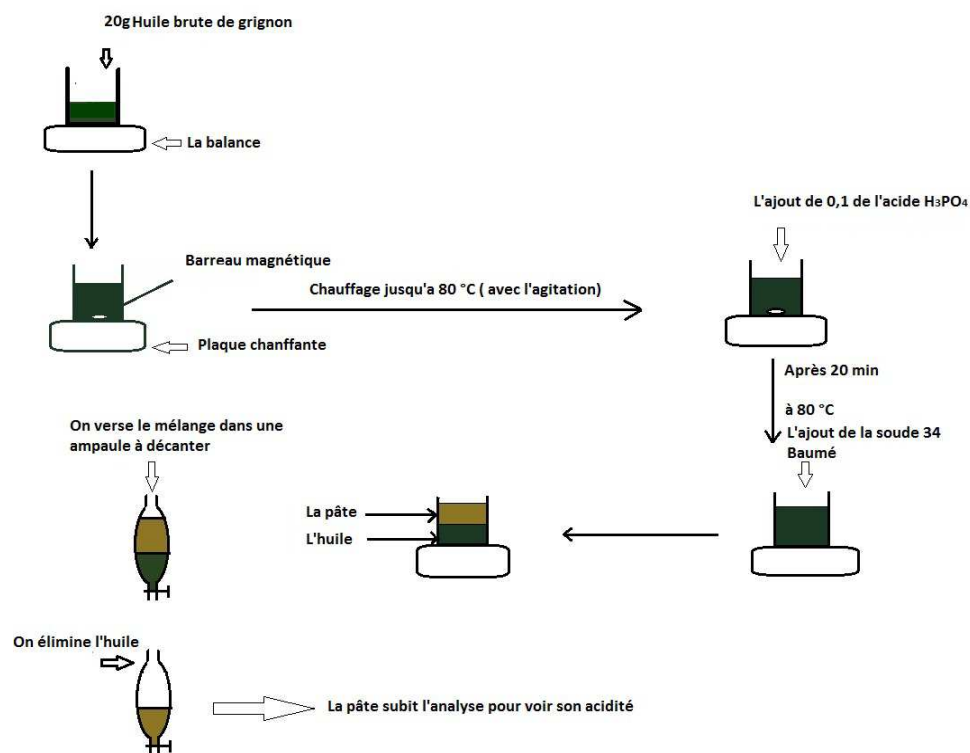 20g Huile brute de grignon
La balance
L'ajout de 0,1 de l'acide H₃PO₄
Barreau magnétique
Chauffage jusqu'a 80 °C ( avec l'agitation)
Plaque chanffante
Après 20 min
à 80 °C
L'ajout de la soude 34
Baumé
On verse le mélange dans une
ampaule à décanter
La pâte
L'huile
On élimine l'huile
La pâte subit l'analyse pour voir son acidité